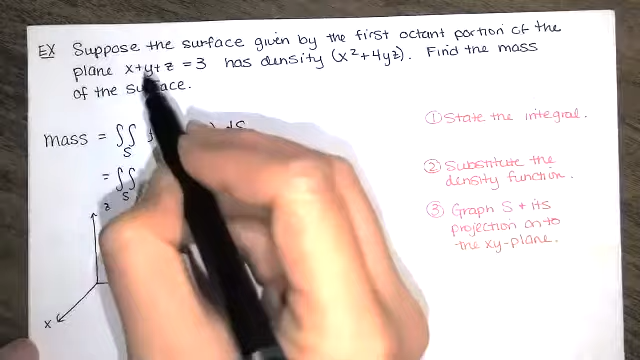 EX Suppose the surface given by the first octant portion of the
plane x+y+z = 3 has density (x²+4yz). Find the mass
of the surface.
mass = ∬ dS
S
= ∬
S
z
x
① State the integral.
② Substitute the
density function.
③ Graph S + its
projection onto
the xy-plane.